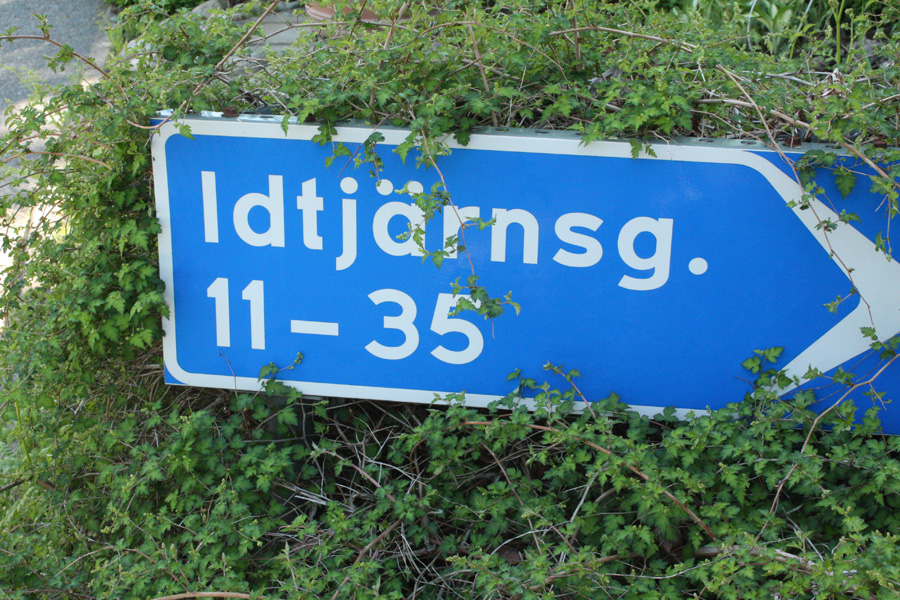 Idtjärnsg.
11 – 35